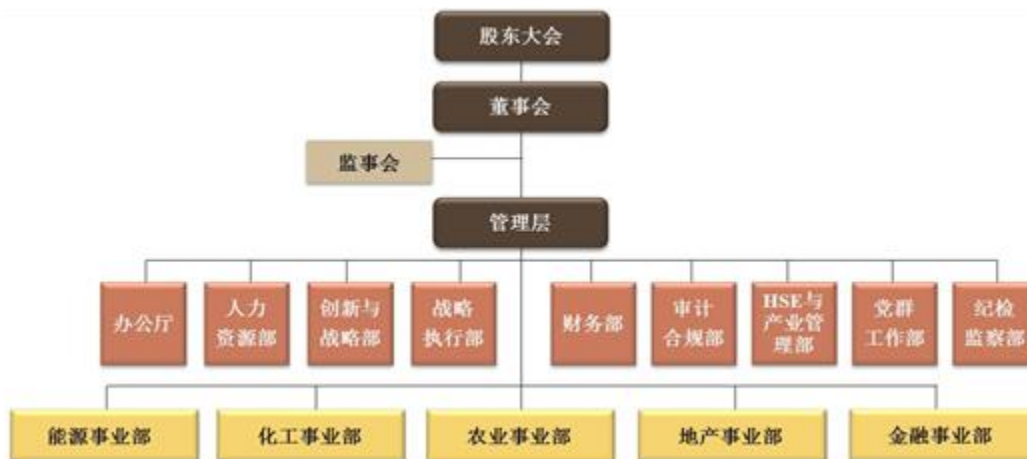 股东大会
董事会
监事会
管理层
办公厅
人力
资源部
创新与
战略部
战略
执行部
财务部
审计
合规部
HSE与
产业管
理部
党群
工作部
纪检
监察部
能源事业部
化工事业部
农业事业部
地产事业部
金融事业部